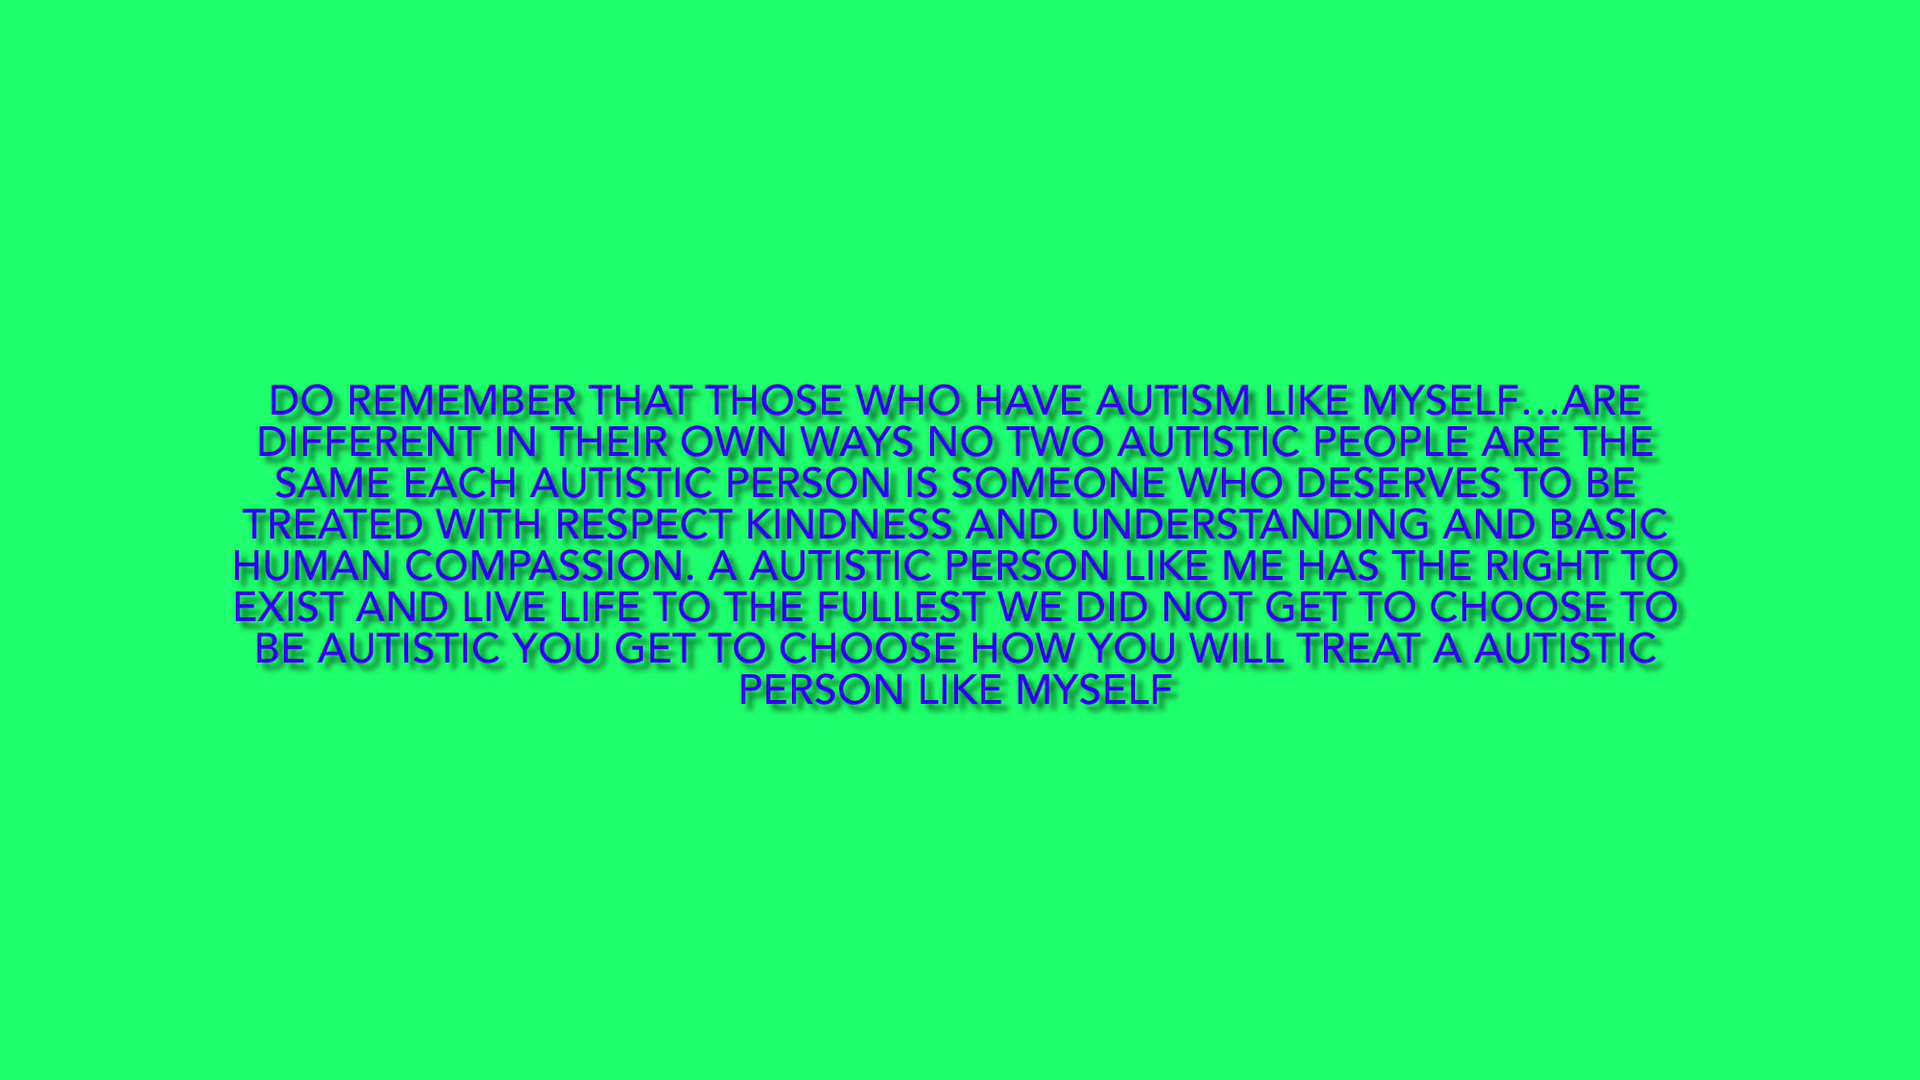 DO REMEMBER THAT THOSE WHO HAVE AUTISM LIKE MYSELF...ARE
DIFFERENT IN THEIR OWN WAYS NO TWO AUTISTIC PEOPLE ARE THE
SAME EACH AUTISTIC PERSON IS SOMEONE WHO DESERVES TO BE
TREATED WITH RESPECT KINDNESS AND UNDERSTANDING AND BASIC
HUMAN COMPASSION. A AUTISTIC PERSON LIKE ME HAS THE RIGHT TO
EXIST AND LIVE LIFE TO THE FULLEST WE DID NOT GET TO CHOOSE TO
BE AUTISTIC YOU GET TO CHOOSE HOW YOU WILL TREAT A AUTISTIC
PERSON LIKE MYSELF